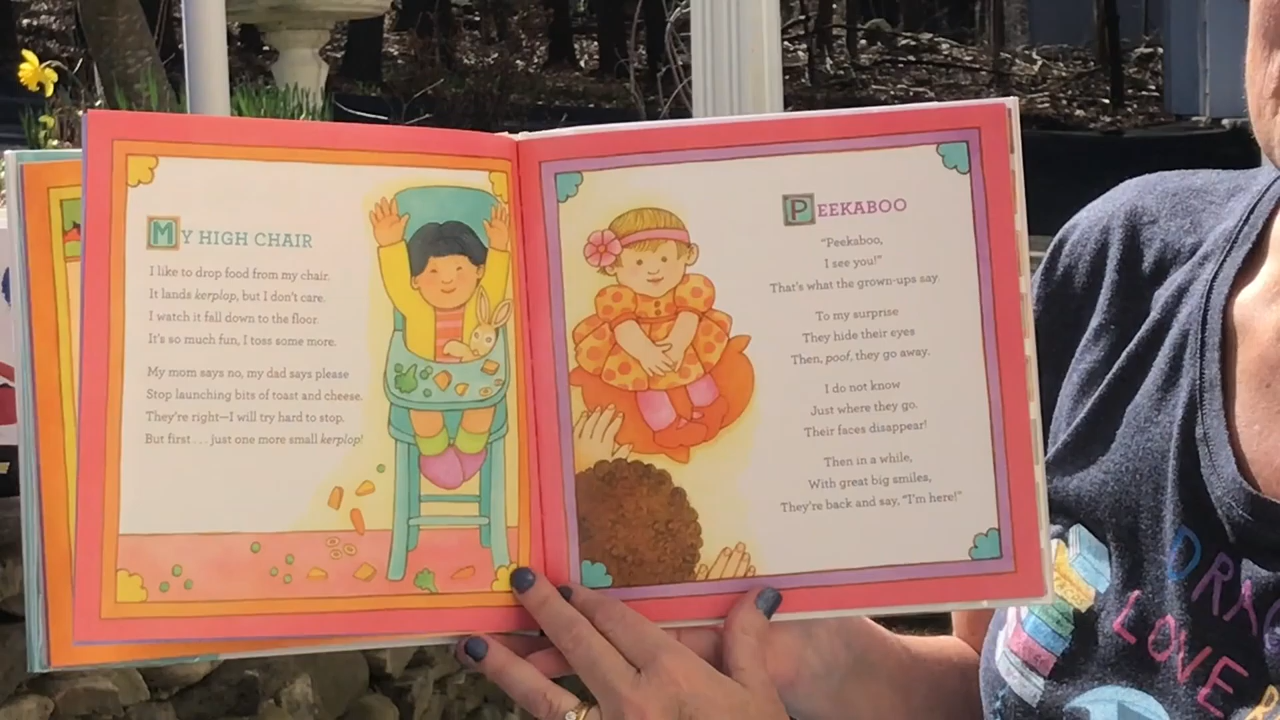 MY HIGH CHAIR
I like to drop food from my chair.
It lands kerplop, but I don't care.
I watch it fall down to the floor.
It's so much fun, I toss some more.
My mom says no, my dad says please
Stop launching bits of toast and cheese.
They're right—I will try hard to stop.
But first . . . just one more small kerplop!
PEEKABOO
"Peekaboo,
I see you!"
That's what the grown-ups say.
To my surprise
They hide their eyes
Then, poof, they go away.
I do not know
Just where they go.
Their faces disappear!
Then in a while,
With great big smiles,
They're back and say, "I'm here!"
LOVE